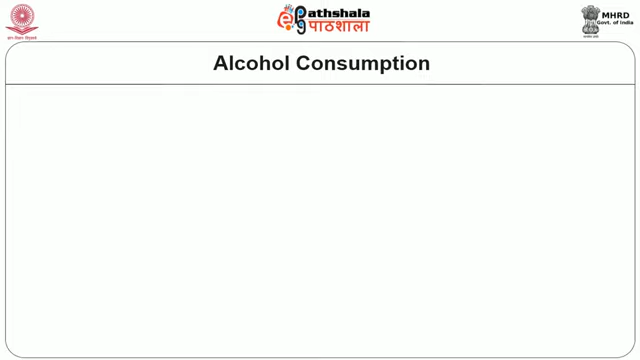 ePathshala
पाठशाला
MHRD
Govt. of India
Alcohol Consumption